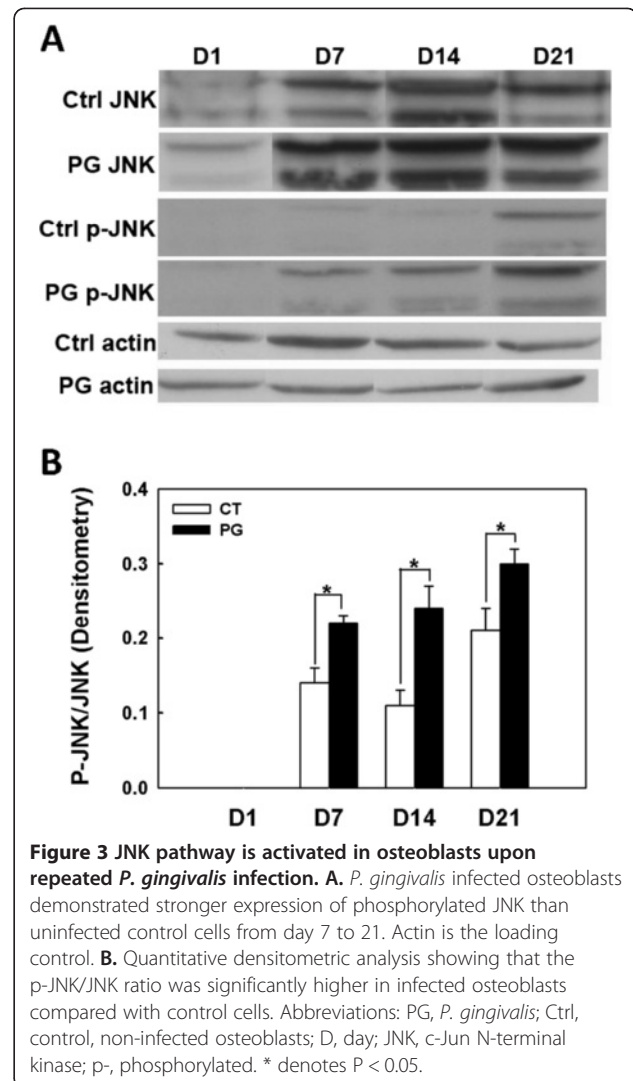 A
D1 D7 D14 D21
Ctrl JNK
PG JNK
Ctrl p-JNK
PG p-JNK
Ctrl actin
PG actin
B
P-JNK/JNK (Densitometry)
0.4
0.3
0.2
0.1
0.0
CT
PG
*
*
*
D1 D7 D14 D21
Figure 3 JNK pathway is activated in osteoblasts upon
repeated P. gingivalis infection. A. P. gingivalis infected osteoblasts
demonstrated stronger expression of phosphorylated JNK than
uninfected control cells from day 7 to 21. Actin is the loading
control. B. Quantitative densitometric analysis showing that the
p-JNK/JNK ratio was significantly higher in infected osteoblasts
compared with control cells. Abbreviations: PG, P. gingivalis; Ctrl,
control, non-infected osteoblasts; D, day; JNK, c-Jun N-terminal
kinase; p-, phosphorylated. * denotes P < 0.05.